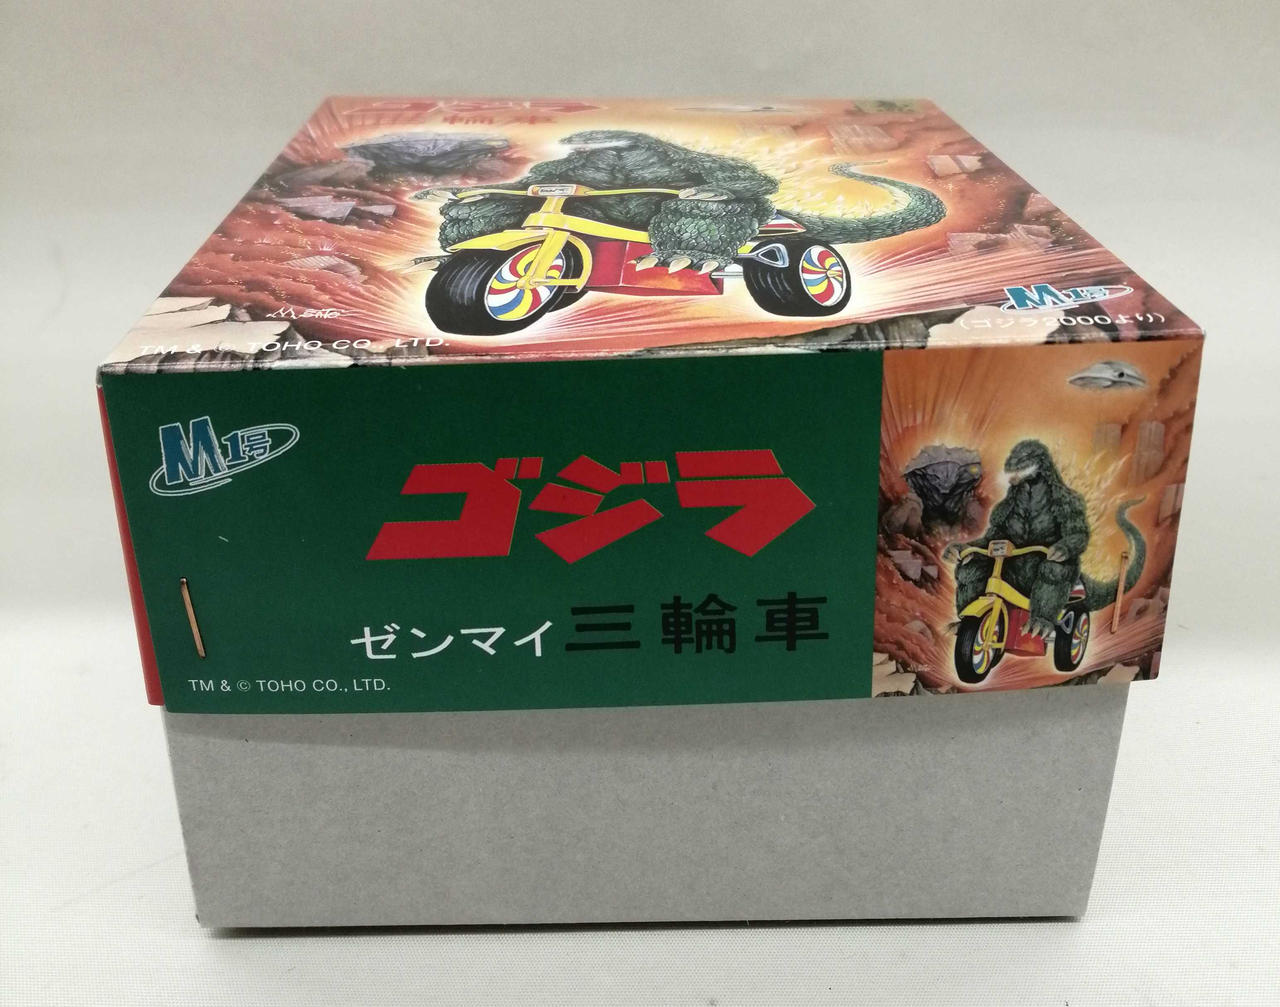 ゴジラ
三輪車
TM & © TOHO CO., LTD.
M1号
(ゴジラ2000より)
M1号
ゴジラ
ゼンマイ三輪車
TM & © TOHO CO., LTD.